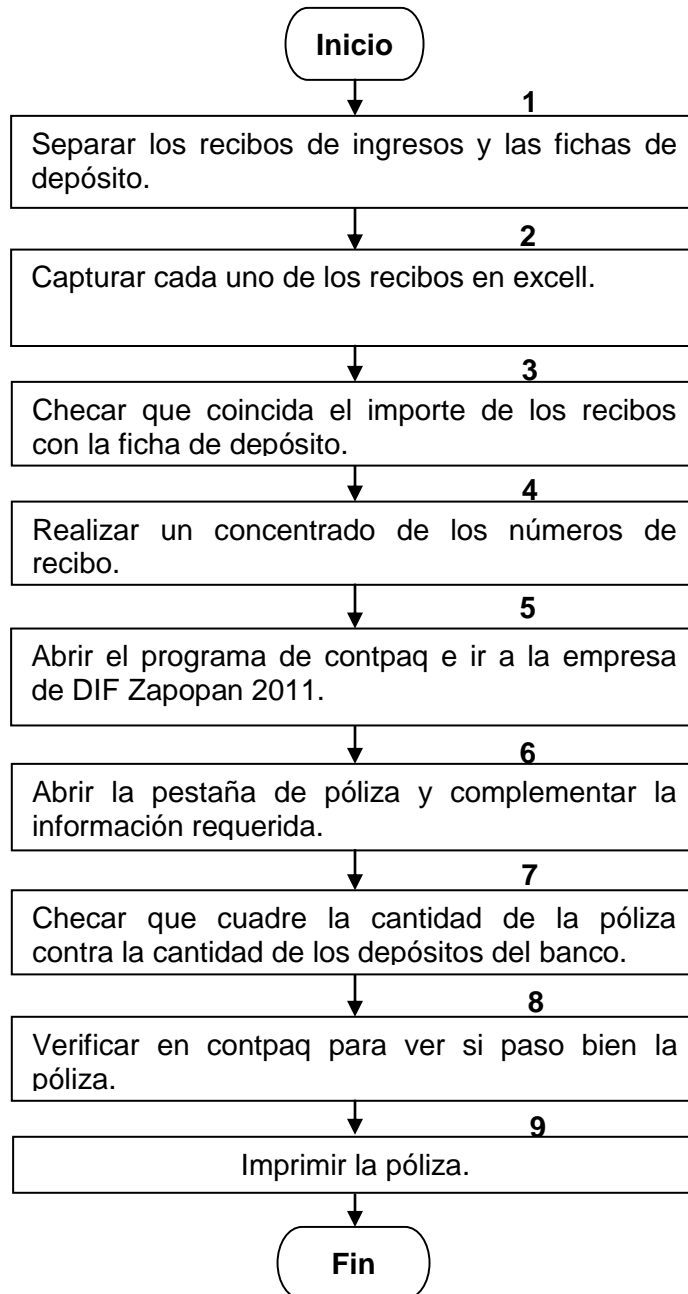 Inicio
1
Separar los recibos de ingresos y las fichas de
depósito.
2
Capturar cada uno de los recibos en excell.
3
Checar que coincida el importe de los recibos
con la ficha de depósito.
4
Realizar un concentrado de los números de
recibo.
5
Abrir el programa de contpaq e ir a la empresa
de DIF Zapopan 2011.
6
Abrir la pestaña de póliza y complementar la
información requerida.
7
Checar que cuadre la cantidad de la póliza
contra la cantidad de los depósitos del banco.
8
Verificar en contpaq para ver si paso bien la
póliza.
9
Imprimir la póliza.
Fin